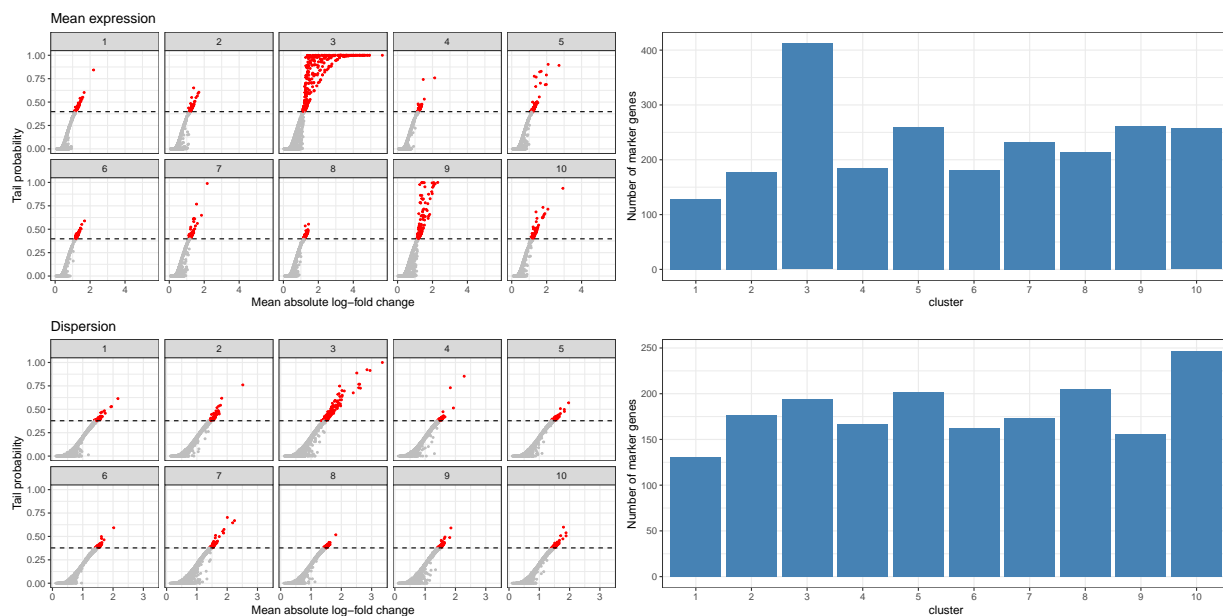 Mean expression
1 2 3 4 5
1.00
0.75
0.50
0.25
0.00
6 7 8 9 10
1.00
0.75
0.50
0.25
0.00
Tail probability
0 2 4 0 2 4 0 2 4 0 2 4 0 2 4
Mean absolute log−fold change
400
300
200
100
0
Number of marker genes
1 2 3 4 5 6 7 8 9 10
cluster
Dispersion
1 2 3 4 5
1.00
0.75
0.50
0.25
0.00
6 7 8 9 10
1.00
0.75
0.50
0.25
0.00
Tail probability
0 1 2 3 0 1 2 3 0 1 2 3 0 1 2 3 0 1 2 3
Mean absolute log−fold change
250
200
150
100
50
0
Number of marker genes
1 2 3 4 5 6 7 8 9 10
cluster